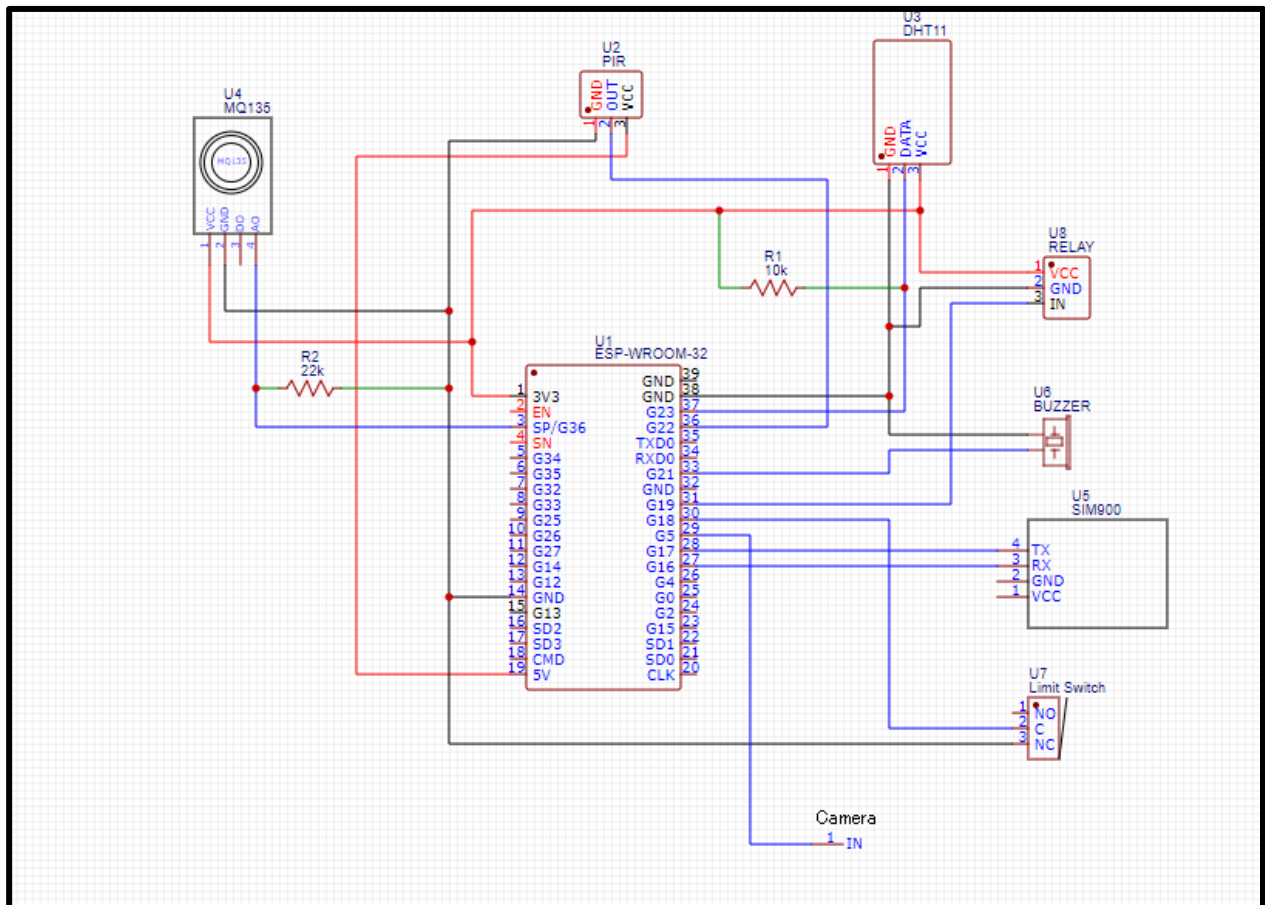 U3
DHT11
GND
DATA
VCC
1
2
3
U2
PIR
GND
OUT
VCC
1
2
3
U4
MQ135
MQ135
VCC
GND
DO
AO
1
2
3
4
R1
10k
U8
RELAY
1 VCC
2 GND
3 IN
R2
22k
U1
ESP-WROOM-32
1 3V3
2 EN
3 SP/G36
4 SN
5 G34
6 G35
7 G32
8 G33
9 G25
10 G26
11 G27
12 G14
13 G12
14 GND
15 G13
16 SD2
17 SD3
18 CMD
19 5V
GND 39
GND 38
G23 37
G22 36
TXD0 35
RXD0 34
G21 33
GND 32
G19 31
G18 30
G5 29
G17 28
G16 27
G4 26
G0 25
G2 24
G15 23
SD1 22
SD0 21
CLK 20
U6
BUZZER
U5
SIM900
4 TX
3 RX
2 GND
1 VCC
U7
Limit Switch
1 NO
2 C
3 NC
Camera
1 IN